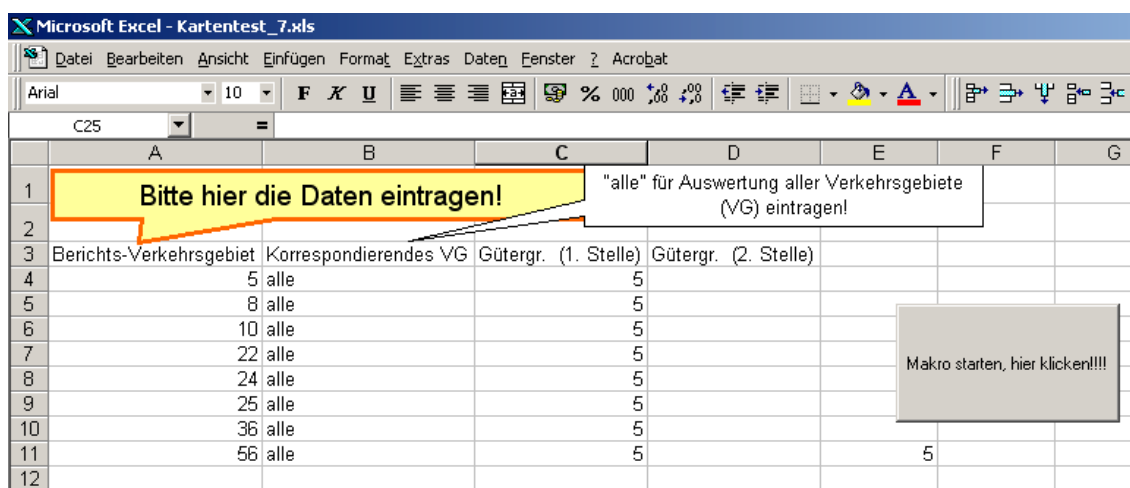 Microsoft Excel - Kartentest_7.xls
Datei Bearbeiten Ansicht Einfügen Format Extras Daten Fenster ? Acrobat
Arial 10 F K U % 000
C25 =
A B C D E F G
1 Bitte hier die Daten eintragen! "alle" für Auswertung aller Verkehrsgebiete
(VG) eintragen!
2
3 Berichts-Verkehrsgebiet Korrespondierendes VG Gütergr. (1. Stelle) Gütergr. (2. Stelle)
4 5 alle 5
5 8 alle 5
6 10 alle 5
7 22 alle 5 Makro starten, hier klicken!!!!
8 24 alle 5
9 25 alle 5
10 36 alle 5
11 56 alle 5 5
12